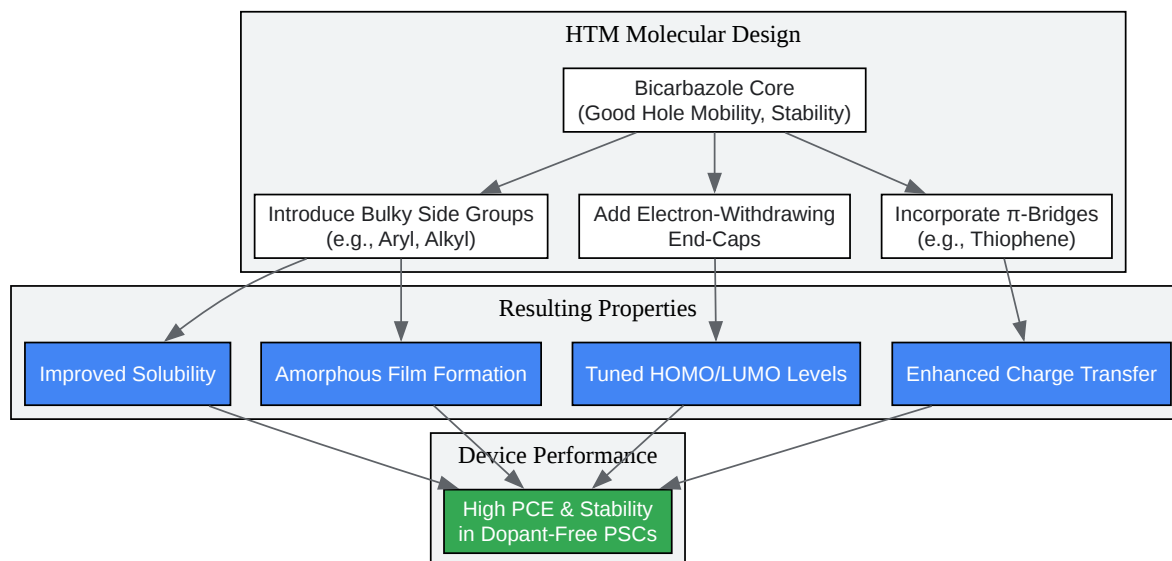 HTM Molecular Design
Bicarbazole Core
(Good Hole Mobility, Stability)
Introduce Bulky Side Groups
(e.g., Aryl, Alkyl)
Add Electron-Withdrawing
End-Caps
Incorporate π-Bridges
(e.g., Thiophene)
Resulting Properties
Improved Solubility
Amorphous Film Formation
Tuned HOMO/LUMO Levels
Enhanced Charge Transfer
Device Performance
High PCE & Stability
in Dopant-Free PSCs